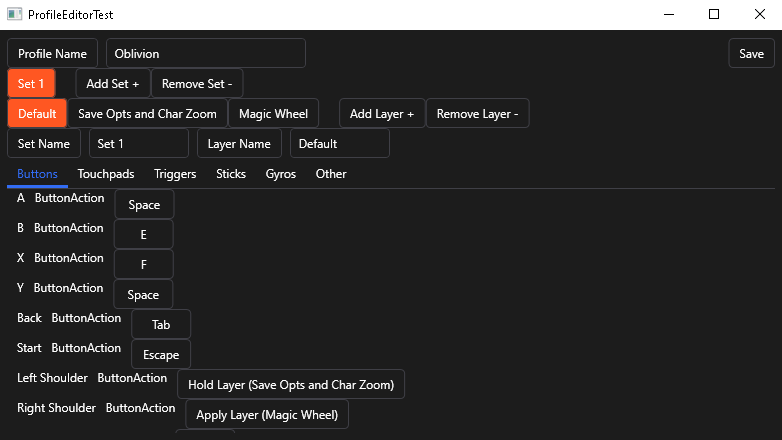 ProfileEditorTest
Profile Name Oblivion Save
Set 1 Add Set + Remove Set -
Default Save Opts and Char Zoom Magic Wheel Add Layer + Remove Layer -
Set Name Set 1 Layer Name Default
Buttons Touchpads Triggers Sticks Gyros Other
A ButtonAction Space
B ButtonAction E
X ButtonAction F
Y ButtonAction Space
Back ButtonAction Tab
Start ButtonAction Escape
Left Shoulder ButtonAction Hold Layer (Save Opts and Char Zoom)
Right Shoulder ButtonAction Apply Layer (Magic Wheel)